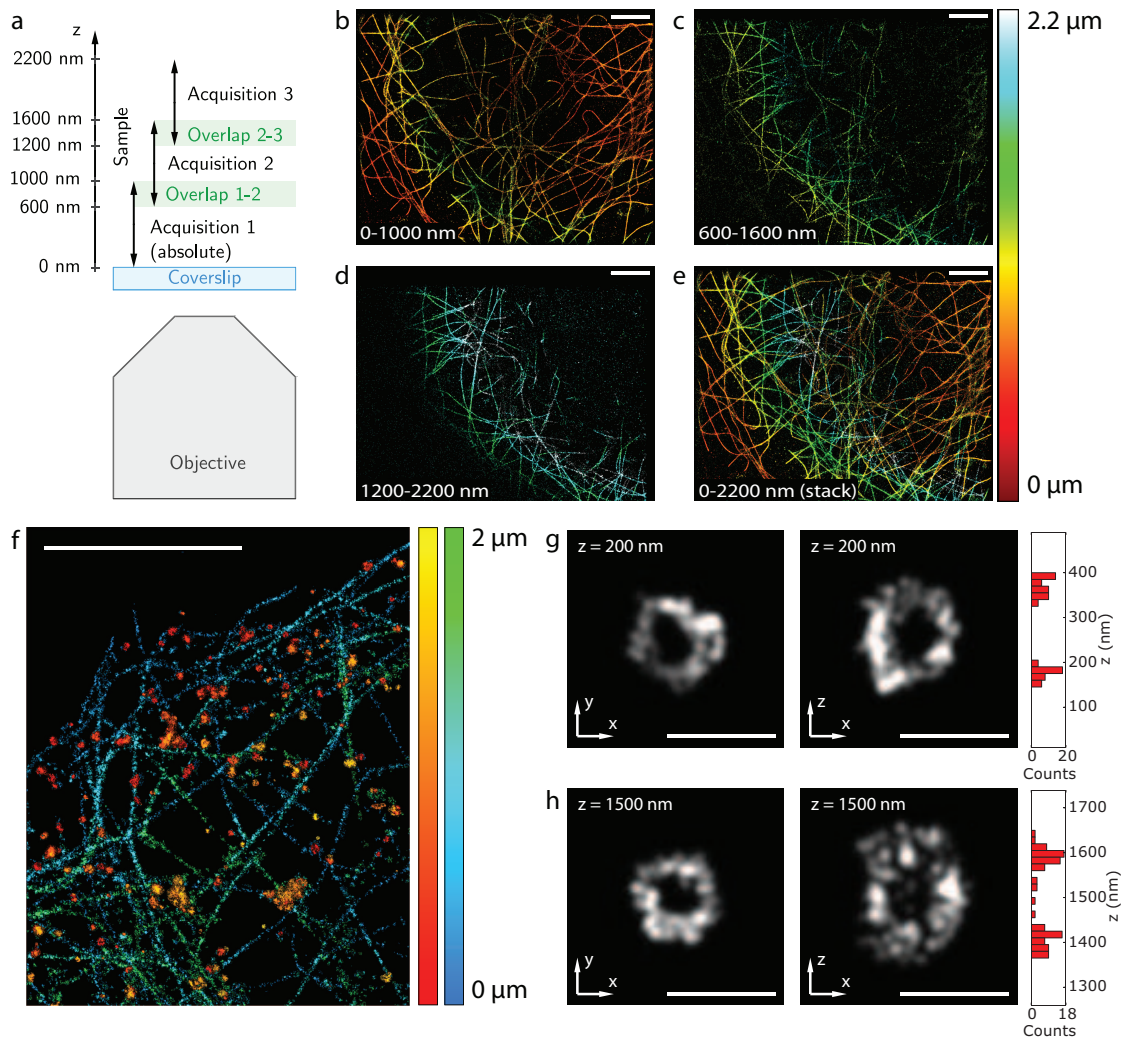 a
z
2200 nm
1600 nm
1200 nm
1000 nm
600 nm
0 nm
Sample
Acquisition 3
Overlap 2-3
Acquisition 2
Overlap 1-2
Acquisition 1
(absolute)
Coverslip
Objective
b
0-1000 nm
c
600-1600 nm
d
1200-2200 nm
e
0-2200 nm (stack)
2.2 μm
0 μm
f
2 μm
0 μm
g
z = 200 nm
y
x
z = 200 nm
z
x
400
300
200
100
z (nm)
0 20
Counts
h
z = 1500 nm
y
x
z = 1500 nm
z
x
1700
1600
1500
1400
1300
z (nm)
0 18
Counts